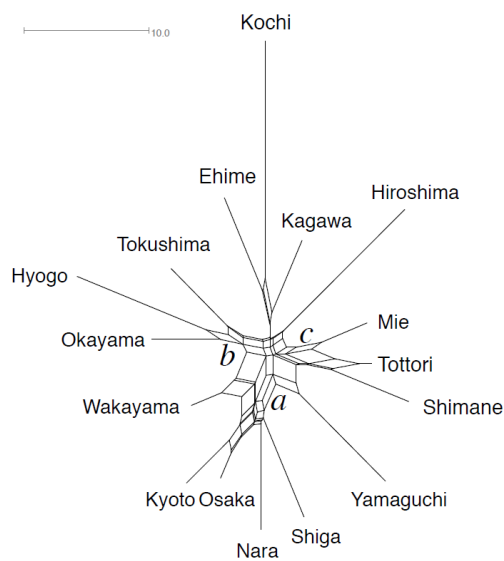 Kochi
10.0
Ehime
Hiroshima
Kagawa
Tokushima
Hyogo
Mie
c
Okayama
b
Tottori
Wakayama
a
Shimane
Kyoto Osaka
Yamaguchi
Shiga
Nara